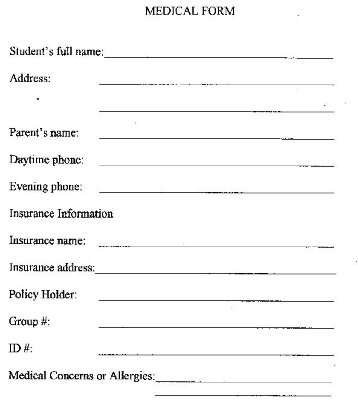 MEDICAL FORM
Student's full name:
Address:
Parent's name:
Daytime phone:
Evening phone:
Insurance Information
Insurance name:
Insurance address:
Policy Holder:
Group #:
ID #:
Medical Concerns or Allergies: